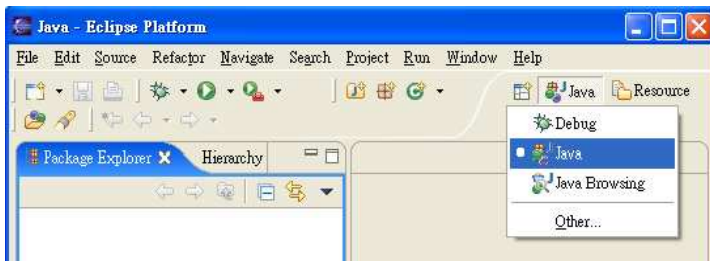 Java - Eclipse Platform
File Edit Source Refactor Navigate Search Project Run Window Help
Java Resource
Debug
Package Explorer Hierarchy
Java
Java Browsing
Other...